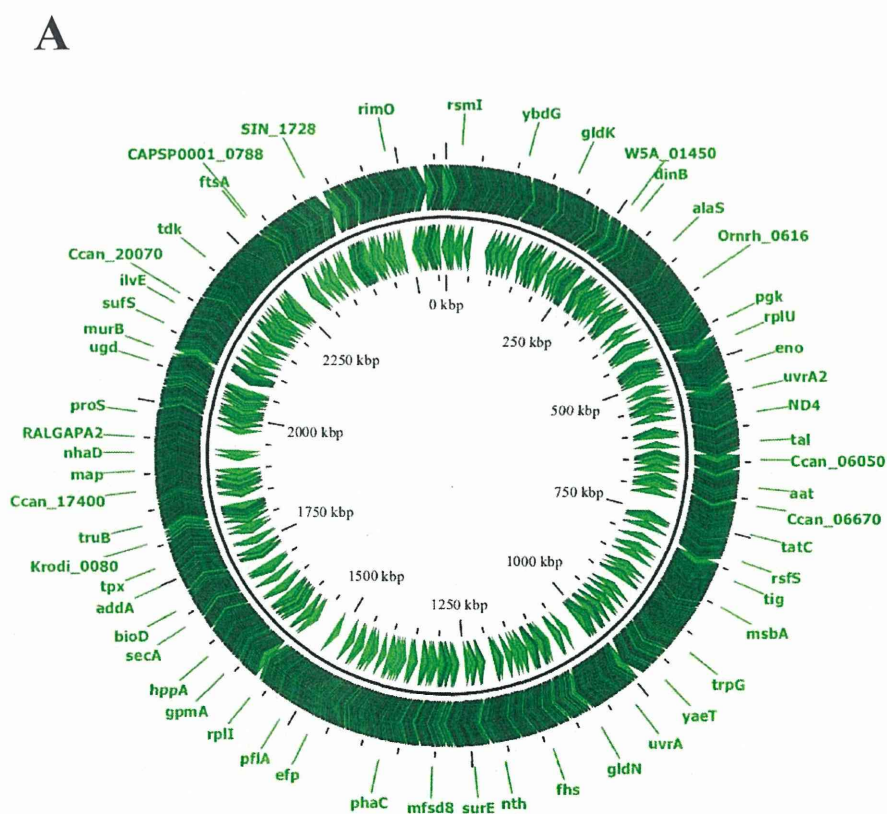 A
rsmI
ybdG
gldK
W5A_01450
dinB
alaS
Ornrh_0616
pgk
rplU
eno
uvrA2
ND4
tal
Ccan_06050
aat
Ccan_06670
tatC
rsfS
tig
msbA
trpG
yaeT
uvrA
gldN
fhs
nth
surE
mfsd8
phaC
efp
pflA
rplI
gpmA
hppA
secA
bioD
addA
tpx
Krodi_0080
truB
Ccan_17400
map
nhaD
RALGAPA2
proS
ugd
murB
sufS
ilvE
Ccan_20070
tdk
ftsA
CAPSP0001_0788
SIN_1728
rimO
0 kbp
250 kbp
500 kbp
750 kbp
1000 kbp
1250 kbp
1500 kbp
1750 kbp
2000 kbp
2250 kbp